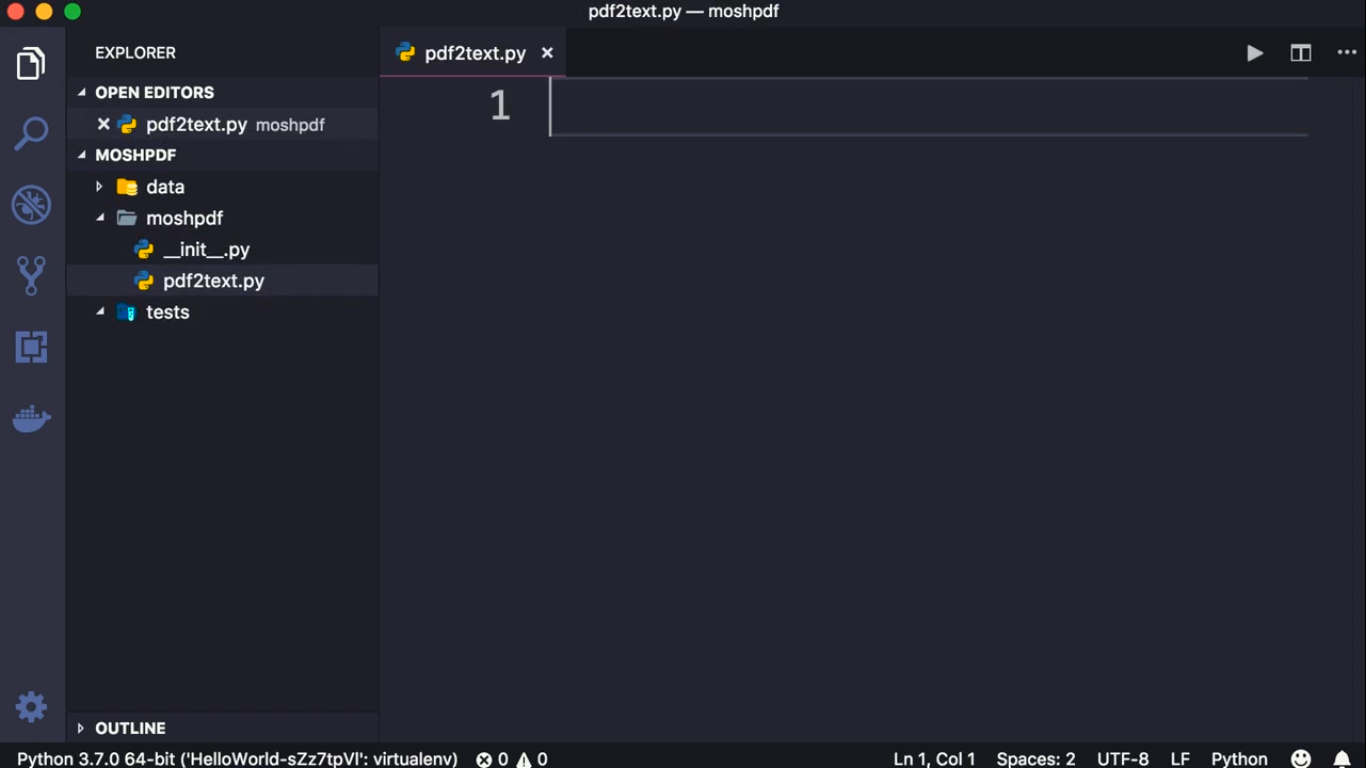 pdf2text.py — moshpdf
EXPLORER
OPEN EDITORS
pdf2text.py moshpdf
MOSHPDF
data
moshpdf
__init__.py
pdf2text.py
tests
OUTLINE
pdf2text.py
1
Python 3.7.0 64-bit ('HelloWorld-sZz7tpVI': virtualenv) 0 0 Ln 1, Col 1 Spaces: 2 UTF-8 LF Python